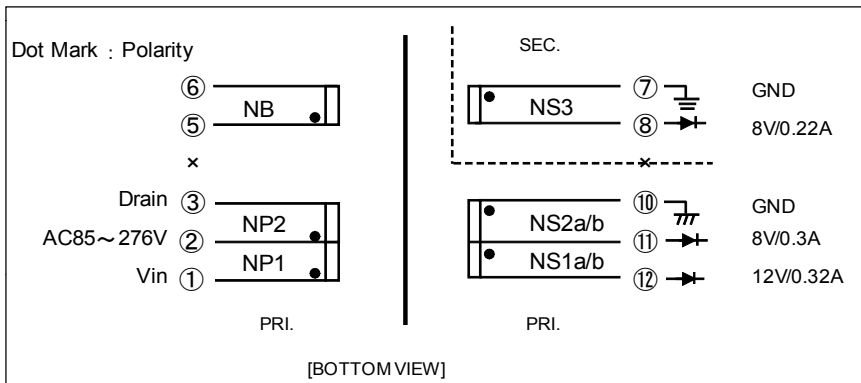 Dot Mark : Polarity
⑥
NB
⑤
×
Drain ③
NP2
AC85～276V ②
NP1
Vin ①
PRI.
SEC.
⑦ GND
NS3
⑧ 8V/0.22A
×
⑩ GND
NS2a/b
⑪ 8V/0.3A
NS1a/b
⑫ 12V/0.32A
PRI.
[BOTTOM VIEW]